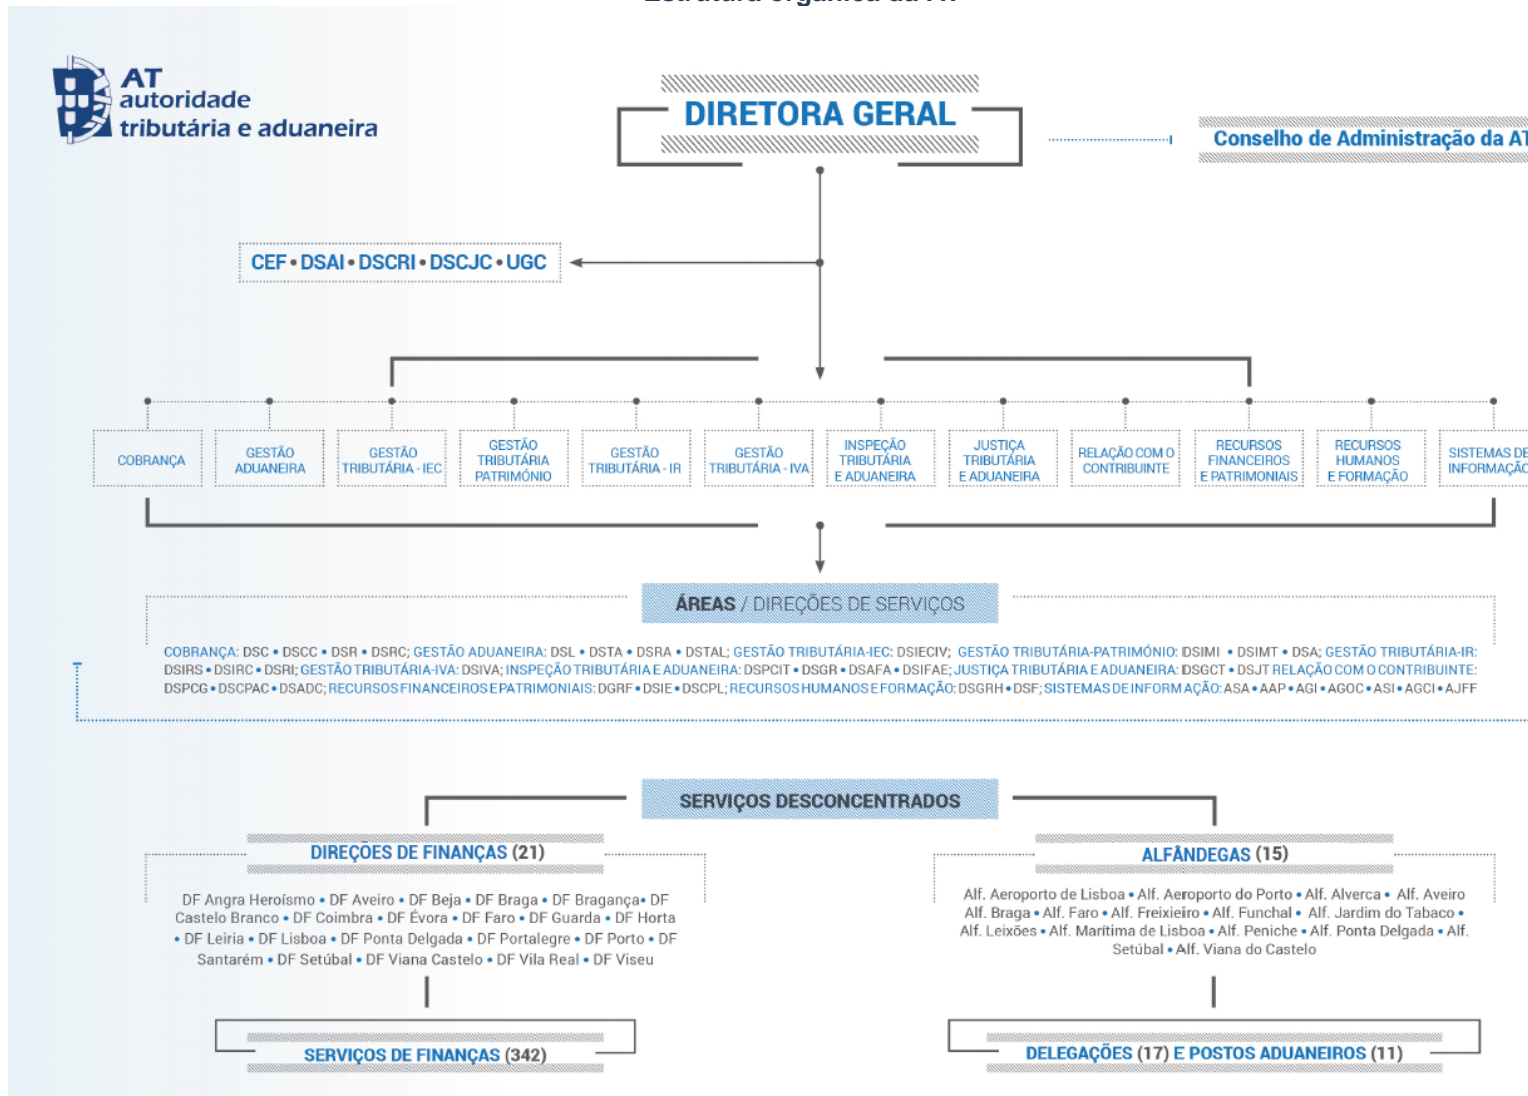 AT
autoridade
tributária e aduaneira
DIRETORA GERAL
Conselho de Administração da AT
CEF • DSAI • DSCRI • DSCJC • UGC
COBRANÇA
GESTÃO
ADUANEIRA
GESTÃO
TRIBUTÁRIA - IEC
GESTÃO
TRIBUTÁRIA
PATRIMÓNIO
GESTÃO
TRIBUTÁRIA - IR
GESTÃO
TRIBUTÁRIA - IVA
INSPEÇÃO
TRIBUTÁRIA
E ADUANEIRA
JUSTIÇA
TRIBUTÁRIA
E ADUANEIRA
RELAÇÃO COM O
CONTRIBUINTE
RECURSOS
FINANCEIROS
E PATRIMONIAIS
RECURSOS
HUMANOS
E FORMAÇÃO
SISTEMAS DE
INFORMAÇÃO
ÁREAS / DIREÇÕES DE SERVIÇOS
COBRANÇA: DSC • DSCC • DSR • DSRC; GESTÃO ADUANEIRA: DSL • DSTA • DSRA • DSTAL; GESTÃO TRIBUTÁRIA-IEC: DSIECIV; GESTÃO TRIBUTÁRIA-PATRIMÓNIO: DSIMI • DSIMT • DSA; GESTÃO TRIBUTÁRIA-IR:
DSIRS • DSIRC • DSRI; GESTÃO TRIBUTÁRIA-IVA: DSIVA; INSPEÇÃO TRIBUTÁRIA E ADUANEIRA: DSPCIT • DSGR • DSAFA • DSIFAE; JUSTIÇA TRIBUTÁRIA E ADUANEIRA: DSGCT • DSJT RELAÇÃO COM O CONTRIBUINTE:
DSPCG • DSCPAC • DSADC; RECURSOS FINANCEIROS E PATRIMONIAIS: DGRF • DSIE • DSCPL; RECURSOS HUMANOS E FORMAÇÃO: DSGRH • DSF; SISTEMAS DE INFORMAÇÃO: ASA • AAP • AGI • AGOC • ASI • AGCI • AJFF
SERVIÇOS DESCONCENTRADOS
DIREÇÕES DE FINANÇAS (21)
DF Angra Heroísmo • DF Aveiro • DF Beja • DF Braga • DF Bragança • DF
Castelo Branco • DF Coimbra • DF Évora • DF Faro • DF Guarda • DF Horta
• DF Leiria • DF Lisboa • DF Ponta Delgada • DF Portalegre • DF Porto • DF
Santarém • DF Setúbal • DF Viana Castelo • DF Vila Real • DF Viseu
SERVIÇOS DE FINANÇAS (342)
ALFÂNDEGAS (15)
Alf. Aeroporto de Lisboa • Alf. Aeroporto do Porto • Alf. Alverca • Alf. Aveiro
Alf. Braga • Alf. Faro • Alf. Freixieiro • Alf. Funchal • Alf. Jardim do Tabaco •
Alf. Leixões • Alf. Marítima de Lisboa • Alf. Peniche • Alf. Ponta Delgada • Alf.
Setúbal • Alf. Viana do Castelo
DELEGAÇÕES (17) E POSTOS ADUANEIROS (11)